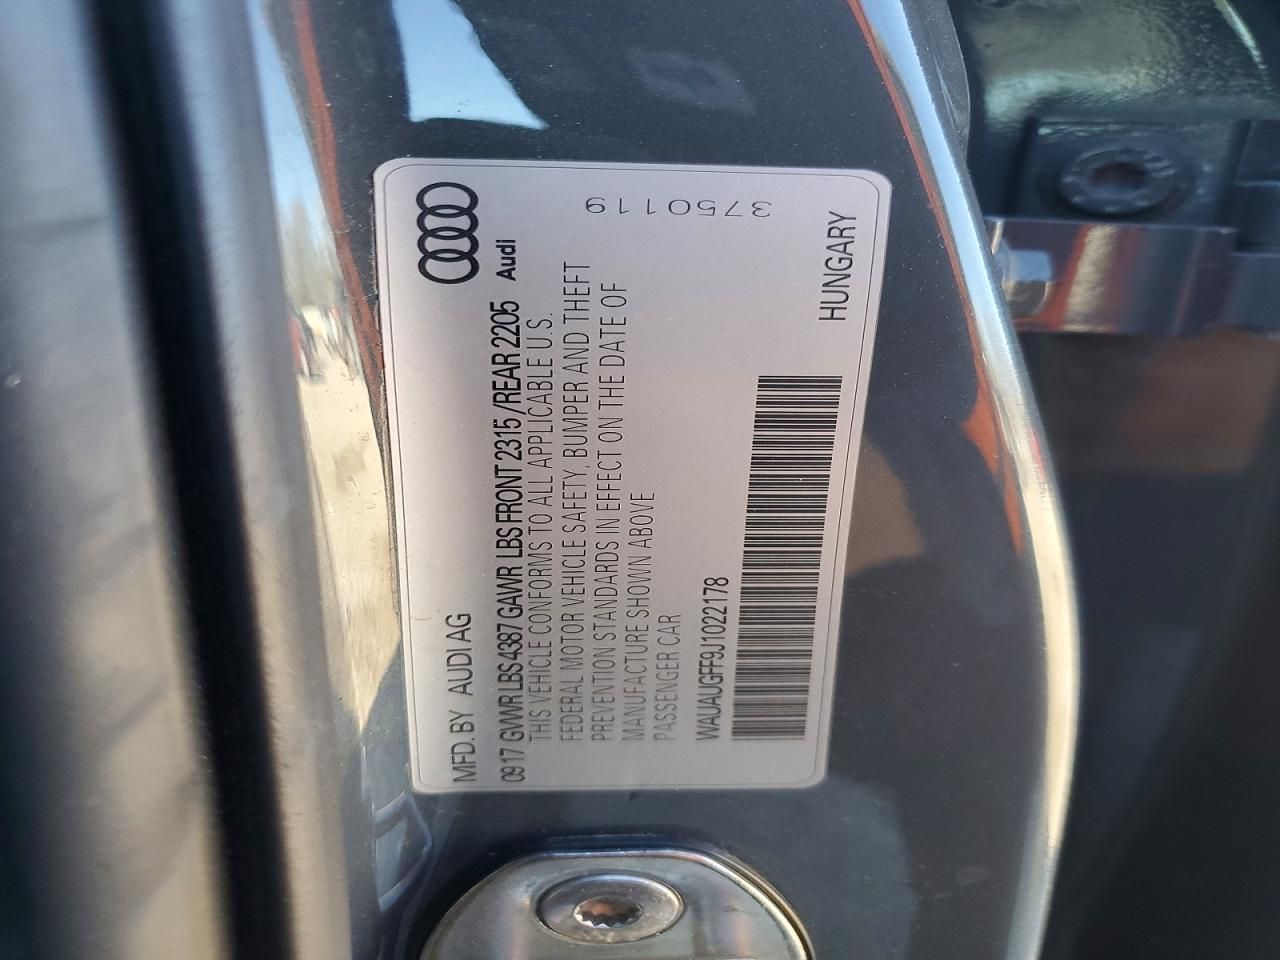 MFD. BY AUDI AG
0917 GVWR LBS 4387 GAWR LBS FRONT 2315 / REAR 2205
Audi
THIS VEHICLE CONFORMS TO ALL APPLICABLE U.S.
FEDERAL MOTOR VEHICLE SAFETY, BUMPER AND THEFT
PREVENTION STANDARDS IN EFFECT ON THE DATE OF
MANUFACTURE SHOWN ABOVE
PASSENGER CAR
3750119
WAUAUGFF9J1022178
HUNGARY